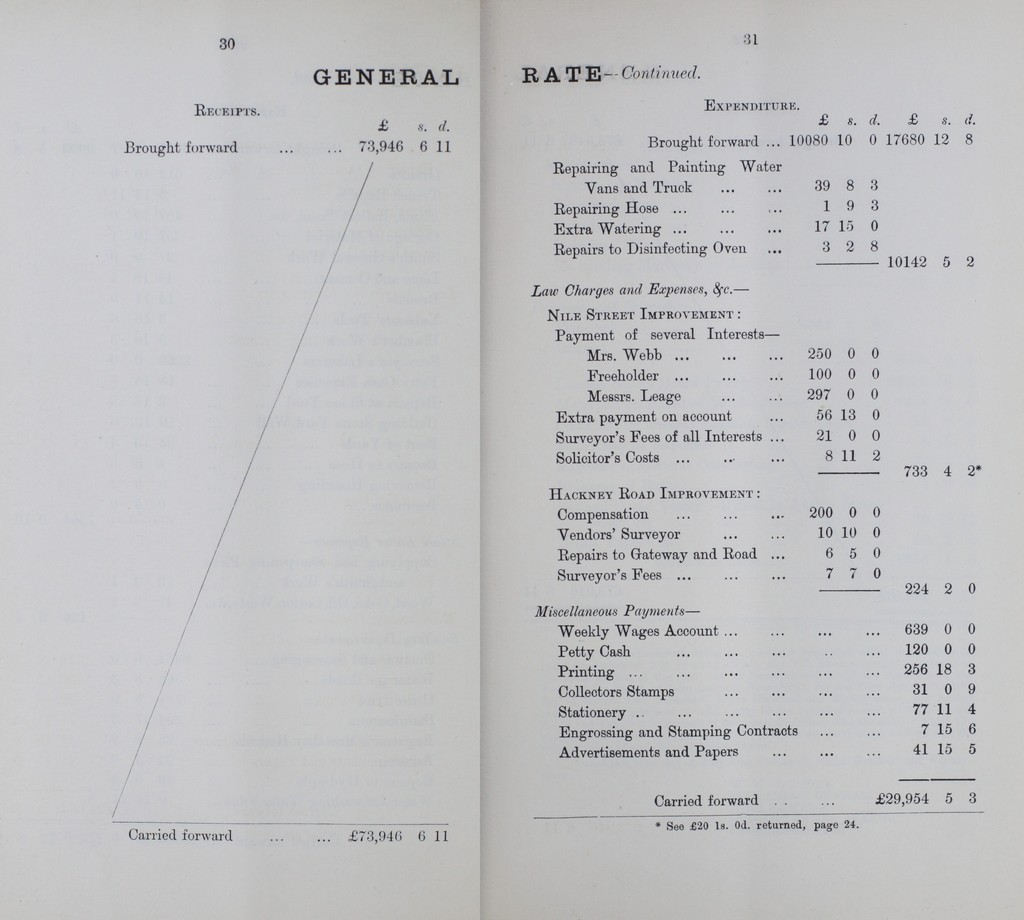 30
GENERAL
RECEIPTS.
£ s. d.
Brought forward ... ... 73,946 6 11
Carried forward ... ... £73,946 6 11
31
RATE—Continued.
EXPENDITURE.
£ s. d. £ s. d.
Brought forward ... 10080 10 0 17680 12 8
Repairing and Painting Water
Vans and Truck ... ... 39 8 3
Repairing Hose ... ... ... 1 9 3
Extra Watering ... ... ... 17 15 0
Repairs to Disinfecting Oven ... 3 2 8
10142 5 2
Law Charges and Expenses, &c.—
NILE STREET IMPROVEMENT :
Payment of several Interests—
Mrs. Webb ... ... ... 250 0 0
Freeholder ... ... ... 100 0 0
Messrs. Leage ... ... 297 0 0
Extra payment on account ... 56 13 0
Surveyor's Fees of all Interests ... 21 0 0
Solicitor's Costs ... ... ... 8 11 2
733 4 2*
HACKNEY ROAD IMPROVEMENT :
Compensation ... ... ... 200 0 0
Vendors' Surveyor ... ... 10 10 0
Repairs to Gateway and Road ... 6 5 0
Surveyor's Fees ... ... ... 7 7 0
224 2 0
Miscellaneous Payments—
Weekly Wages Account ... ... ... ... 639 0 0
Petty Cash ... ... ... .. ... 120 0 0
Printing ... ... ... ... ... ... 256 18 3
Collectors Stamps ... ... ... ... 31 0 9
Stationery .. ... ... ... ... ... 77 11 4
Engrossing and Stamping Contracts ... ... 7 15 6
Advertisements and Papers ... ... ... 41 15 5
Carried forward . . ... £29,954 5 3
* See £20 1s. 0d. returned, page 24.